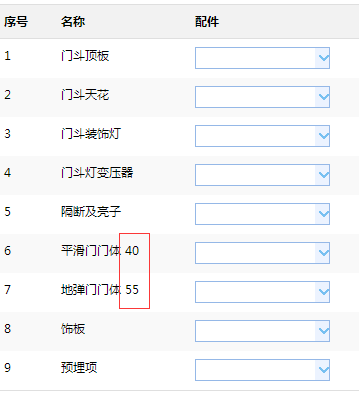 序号 名称 配件
1 门斗顶板
2 门斗天花
3 门斗装饰灯
4 门斗灯变压器
5 隔断及亮子
6 平滑门门体 40
7 地弹门门体 55
8 饰板
9 预埋项